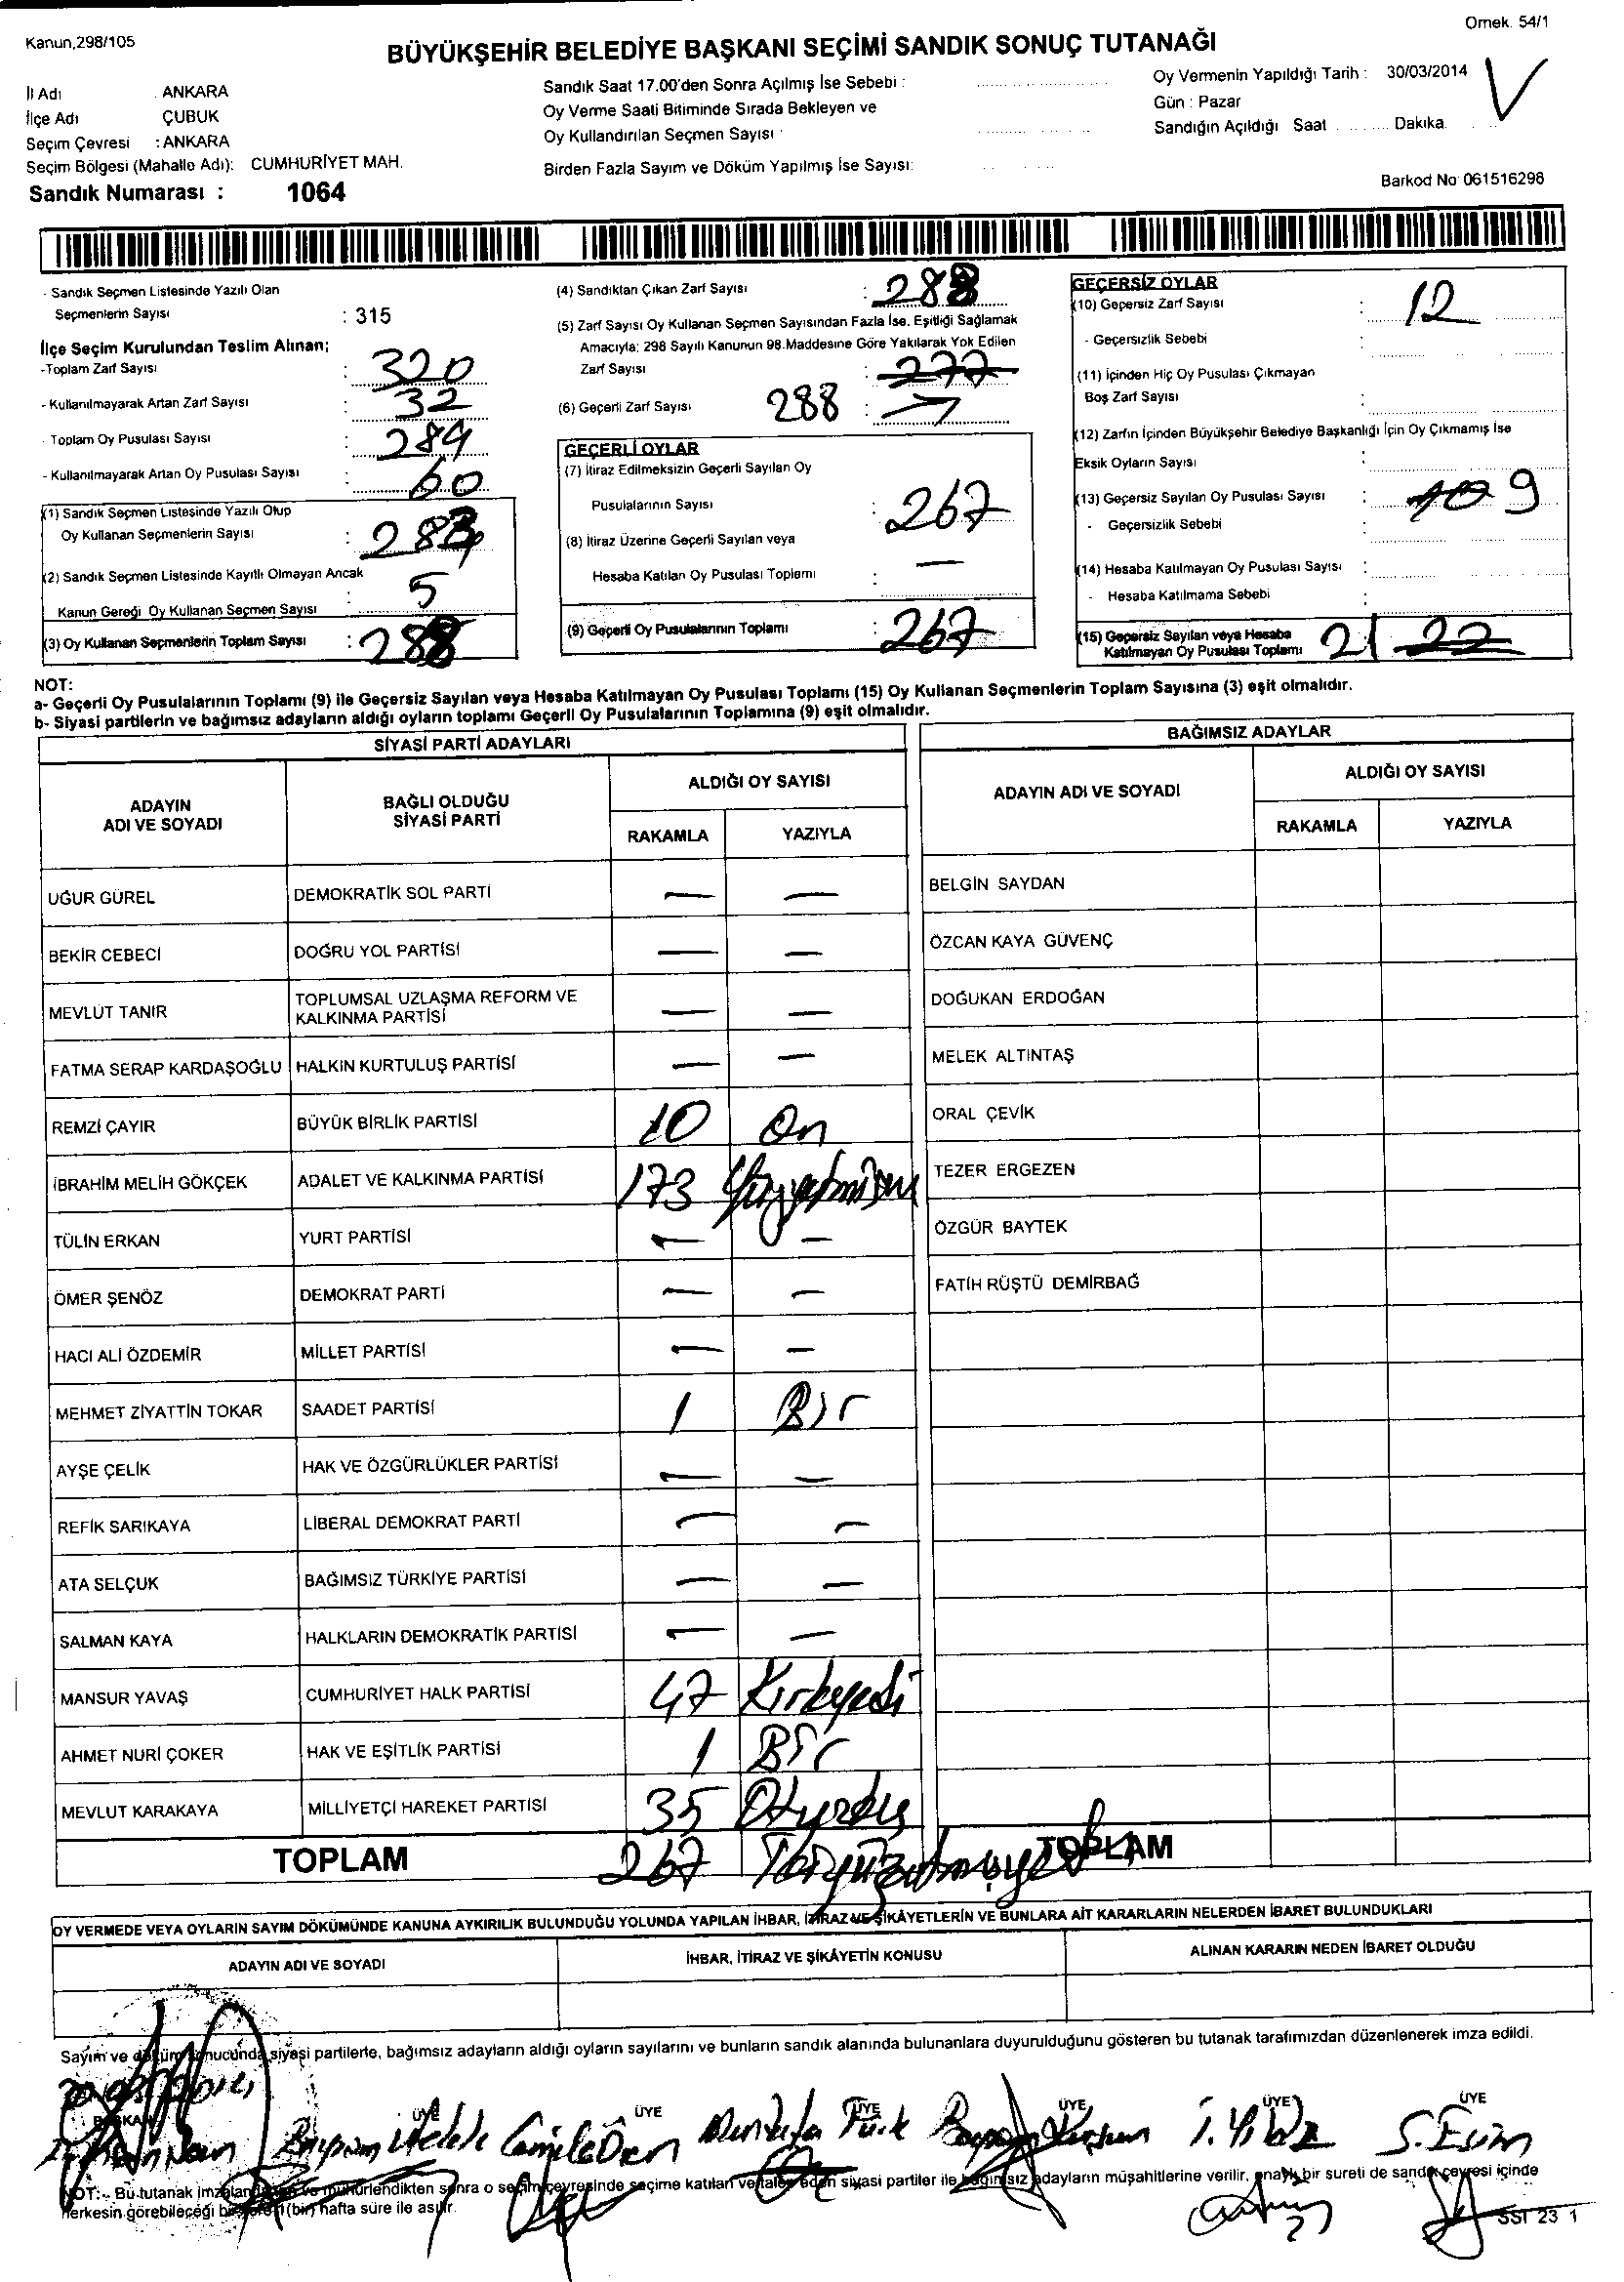 Kanun,298/105
Örnek. 54/1
BÜYÜKŞEHİR BELEDİYE BAŞKANI SEÇİMİ SANDIK SONUÇ TUTANAĞI
İl Adı ANKARA
İlçe Adı ÇUBUK
Seçim Çevresi : ANKARA
Seçim Bölgesi (Mahalle Adı): CUMHURİYET MAH.
Sandık Numarası : 1064
Sandık Saat 17.00'den Sonra Açılmış İse Sebebi :
Oy Verme Saati Bitiminde Sırada Bekleyen ve
Oy Kullandırılan Seçmen Sayısı :
Birden Fazla Sayım ve Döküm Yapılmış İse Sayısı:
Oy Vermenin Yapıldığı Tarih : 30/03/2014
Gün : Pazar
Sandığın Açıldığı Saat ........ Dakika
Barkod No: 061516298
- Sandık Seçmen Listesinde Yazılı Olan
Seçmenlerin Sayısı : 315
İlçe Seçim Kurulundan Teslim Alınan;
-Toplam Zarf Sayısı : 320
- Kullanılmayarak Artan Zarf Sayısı : 32
- Toplam Oy Pusulası Sayısı : 284
- Kullanılmayarak Artan Oy Pusulası Sayısı : 60
(1) Sandık Seçmen Listesinde Yazılı Olup
Oy Kullanan Seçmenlerin Sayısı : 283
(2) Sandık Seçmen Listesinde Kayıtlı Olmayan Ancak
Kanun Gereği Oy Kullanan Seçmen Sayısı : 5
(3) Oy Kullanan Seçmenlerin Toplam Sayısı : 288
(4) Sandıktan Çıkan Zarf Sayısı : 288
(5) Zarf Sayısı Oy Kullanan Seçmen Sayısından Fazla İse. Eşitliği Sağlamak
Amacıyla; 298 Sayılı Kanunun 98.Maddesine Göre Yakılarak Yok Edilen
Zarf Sayısı : 277
(6) Geçerli Zarf Sayısı 288 :
GEÇERLİ OYLAR
(7) İtiraz Edilmeksizin Geçerli Sayılan Oy
Pusulalarının Sayısı : 267
(8) İtiraz Üzerine Geçerli Sayılan veya
Hesaba Katılan Oy Pusulası Toplamı : —
(9) Geçerli Oy Pusulalarının Toplamı : 267
GEÇERSİZ OYLAR
(10) Geçersiz Zarf Sayısı : 12
- Geçersizlik Sebebi :
(11) İçinden Hiç Oy Pusulası Çıkmayan
Boş Zarf Sayısı :
(12) Zarfın İçinden Büyükşehir Belediye Başkanlığı İçin Oy Çıkmamış İse
Eksik Oyların Sayısı :
(13) Geçersiz Sayılan Oy Pusulası Sayısı : 10 9
- Geçersizlik Sebebi :
(14) Hesaba Katılmayan Oy Pusulası Sayısı :
- Hesaba Katılmama Sebebi :
(15) Geçersiz Sayılan veya Hesaba
Katılmayan Oy Pusulası Toplamı 21 22
NOT:
a- Geçerli Oy Pusulalarının Toplamı (9) ile Geçersiz Sayılan veya Hesaba Katılmayan Oy Pusulası Toplamı (15) Oy Kullanan Seçmenlerin Toplam Sayısına (3) eşit olmalıdır.
b- Siyasi partilerin ve bağımsız adayların aldığı oyların toplamı Geçerli Oy Pusulalarının Toplamına (9) eşit olmalıdır.
SİYASİ PARTİ ADAYLARI
ADAYIN ADI VE SOYADI
BAĞLI OLDUĞU SİYASİ PARTİ
ALDIĞI OY SAYISI
RAKAMLA YAZIYLA
UĞUR GÜREL DEMOKRATİK SOL PARTİ — —
BEKİR CEBECİ DOĞRU YOL PARTİSİ — —
MEVLÜT TANIR TOPLUMSAL UZLAŞMA REFORM VE KALKINMA PARTİSİ — —
FATMA SERAP KARDAŞOĞLU HALKIN KURTULUŞ PARTİSİ — —
REMZİ ÇAYIR BÜYÜK BİRLİK PARTİSİ 10 On
İBRAHİM MELİH GÖKÇEK ADALET VE KALKINMA PARTİSİ 173
TÜLİN ERKAN YURT PARTİSİ — —
ÖMER ŞENÖZ DEMOKRAT PARTİ — —
HACI ALİ ÖZDEMİR MİLLET PARTİSİ — —
MEHMET ZİYATTİN TOKAR SAADET PARTİSİ 1 Bir
AYŞE ÇELİK HAK VE ÖZGÜRLÜKLER PARTİSİ — —
REFİK SARIKAYA LİBERAL DEMOKRAT PARTİ — —
ATA SELÇUK BAĞIMSIZ TÜRKİYE PARTİSİ — —
SALMAN KAYA HALKLARIN DEMOKRATİK PARTİSİ — —
MANSUR YAVAŞ CUMHURİYET HALK PARTİSİ 47 Kırkyedi
AHMET NURİ ÇOKER HAK VE EŞİTLİK PARTİSİ 1 Bir
MEVLUT KARAKAYA MİLLİYETÇİ HAREKET PARTİSİ 35
TOPLAM 267
BAĞIMSIZ ADAYLAR
ADAYIN ADI VE SOYADI
ALDIĞI OY SAYISI
RAKAMLA YAZIYLA
BELGİN SAYDAN
ÖZCAN KAYA GÜVENÇ
DOĞUKAN ERDOĞAN
MELEK ALTINTAŞ
ORAL ÇEVİK
TEZER ERGEZEN
ÖZGÜR BAYTEK
FATİH RÜŞTÜ DEMİRBAĞ
TOPLAM
OY VERMEDE VEYA OYLARIN SAYIM DÖKÜMÜNDE KANUNA AYKIRILIK BULUNDUĞU YOLUNDA YAPILAN İHBAR, İTİRAZ VE ŞİKÂYETLERİN VE BUNLARA AİT KARARLARIN NELERDEN İBARET BULUNDUKLARI
ADAYIN ADI VE SOYADI
İHBAR, İTİRAZ VE ŞİKÂYETİN KONUSU
ALINAN KARARIN NEDEN İBARET OLDUĞU
Sayım ve döküm sonucunda siyasi partilerle, bağımsız adayların aldığı oyların sayılarını ve bunların sandık alanında bulunanlara duyurulduğunu gösteren bu tutanak tarafımızdan düzenlenerek imza edildi.
BAŞKAN ÜYE ÜYE ÜYE ÜYE ÜYE ÜYE
S. Esim
NOT:- Bu tutanak imzalandıktan ve mühürlendikten sonra o seçim çevresinde seçime katılan ve talep eden siyasi partiler ile bağımsız adayların müşahitlerine verilir, onaylı bir sureti de sandık çevresi içinde
herkesin görebileceği bir yere 1(bir) hafta süre ile asılır.
SST 23 1